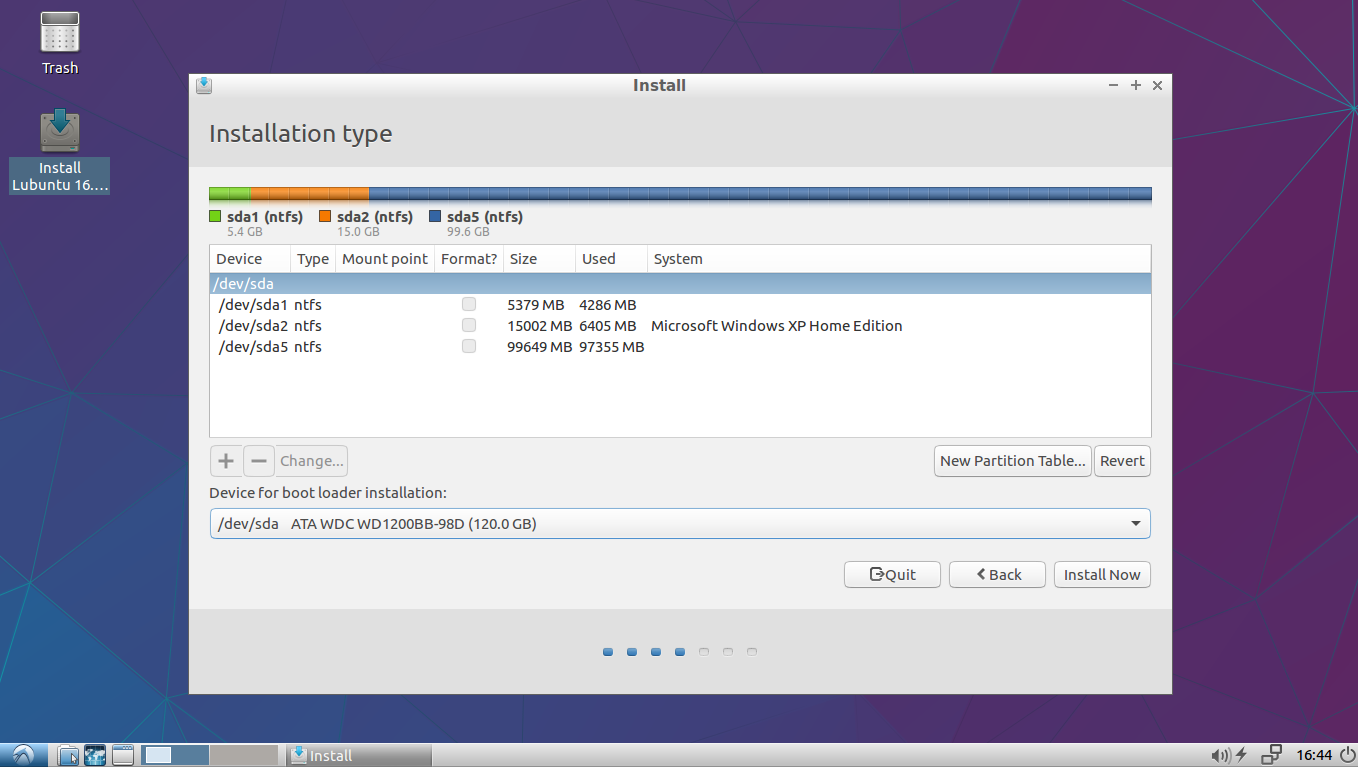 Trash
Install
Lubuntu 16....
Install
Installation type
sda1 (ntfs) sda2 (ntfs) sda5 (ntfs)
5.4 GB 15.0 GB 99.6 GB
Device Type Mount point Format? Size Used System
/dev/sda
/dev/sda1 ntfs 5379 MB 4286 MB
/dev/sda2 ntfs 15002 MB 6405 MB Microsoft Windows XP Home Edition
/dev/sda5 ntfs 99649 MB 97355 MB
Change... New Partition Table... Revert
Device for boot loader installation:
/dev/sda ATA WDC WD1200BB-98D (120.0 GB)
Quit Back Install Now
Install 16:44